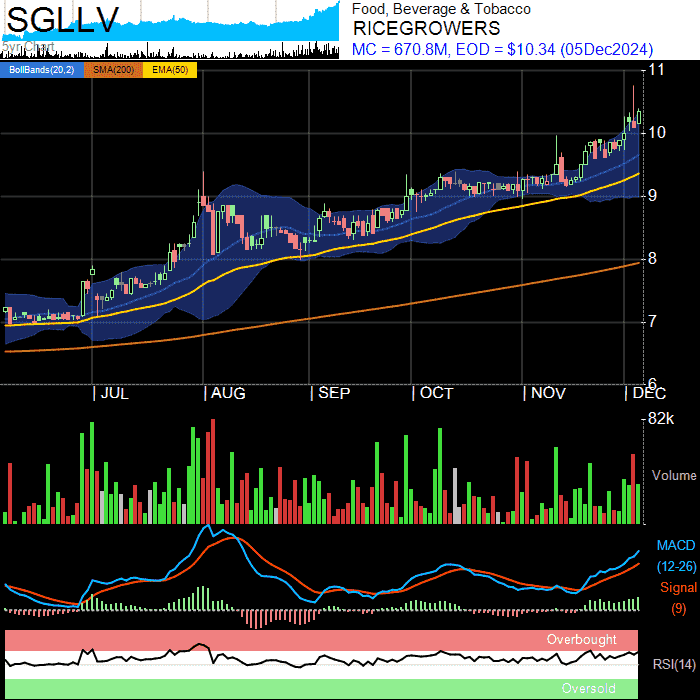 SGLLV
5yr Chart
Food, Beverage & Tobacco
RICEGROWERS
MC = 670.8M, EOD = $10.34 (05Dec2024)
BollBands(20,2) SMA(200) EMA(50)
11
10
9
8
7
6
| JUL | AUG | SEP | OCT | NOV | DEC
82k
Volume
MACD
(12-26)
Signal
(9)
Overbought
RSI(14)
Oversold